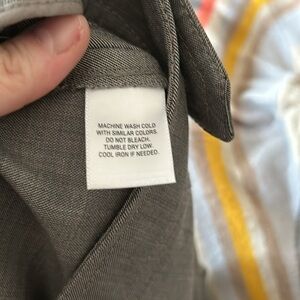 MACHINE WASH COLD
WITH SIMILAR COLORS.
DO NOT BLEACH.
TUMBLE DRY LOW.
COOL IRON IF NEEDED.